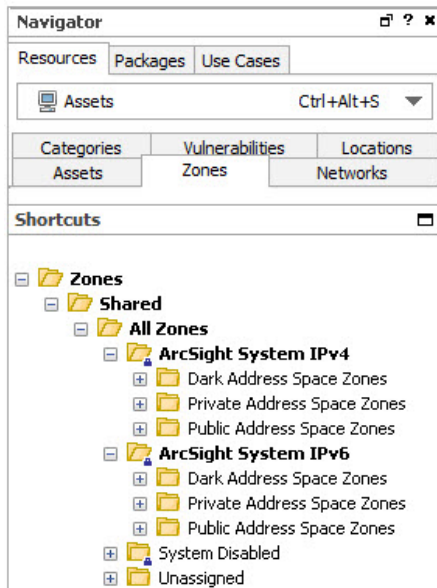 Navigator
Resources Packages Use Cases
Assets Ctrl+Alt+S
Categories Vulnerabilities Locations
Assets Zones Networks
Shortcuts
Zones
Shared
All Zones
ArcSight System IPv4
Dark Address Space Zones
Private Address Space Zones
Public Address Space Zones
ArcSight System IPv6
Dark Address Space Zones
Private Address Space Zones
Public Address Space Zones
System Disabled
Unassigned